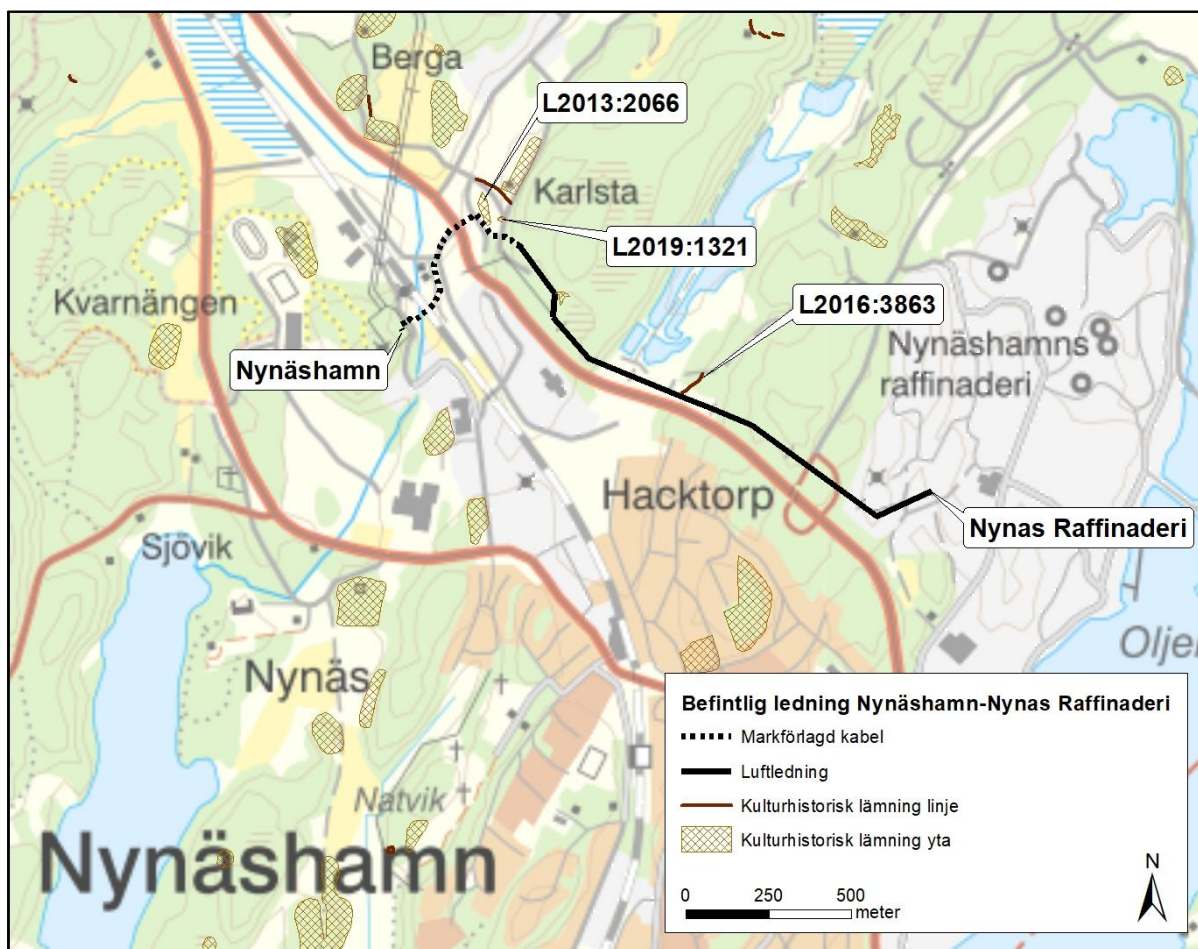 Berga
L2013:2066
Karlsta
L2019:1321
Kvarnängen
L2016:3863
Nynäshamns
raffinaderi
Nynäshamn
Hacktorp
Nynas Raffinaderi
Sjövik
Oljeh
Nynäs
Natvik
Nynäshamn
Befintlig ledning Nynäshamn-Nynas Raffinaderi
Markförlagd kabel
Luftledning
Kulturhistorisk lämning linje
Kulturhistorisk lämning yta
N
0 250 500
meter